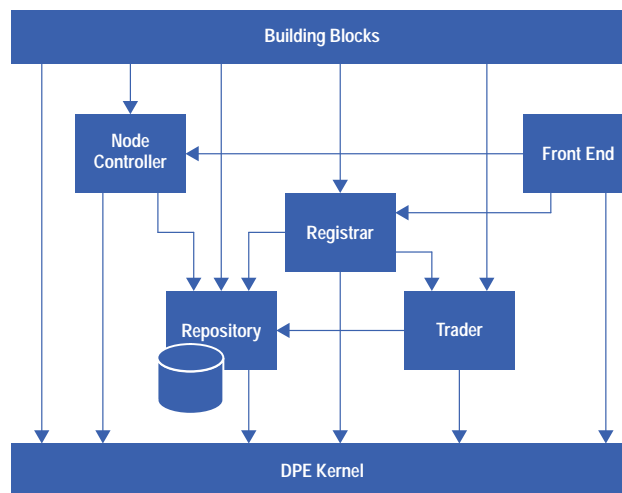 Building Blocks
Node
Controller
Front End
Registrar
Repository
Trader
DPE Kernel